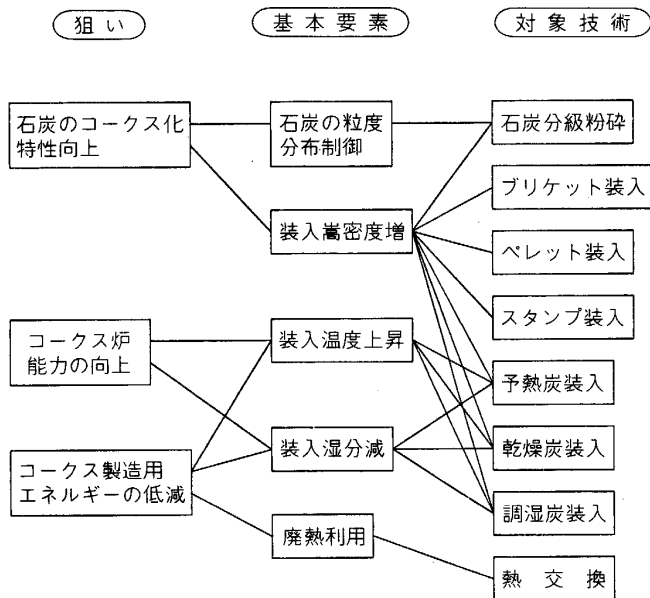 狙い
基本要素
対象技術
石炭のコークス化
特性向上
石炭の粒度
分布制御
石炭分級粉砕
ブリケット装入
装入嵩密度増
ペレット装入
スタンプ装入
コークス炉
能力の向上
装入温度上昇
予熱炭装入
コークス製造用
エネルギーの低減
装入湿分減
乾燥炭装入
調湿炭装入
廃熱利用
熱交換